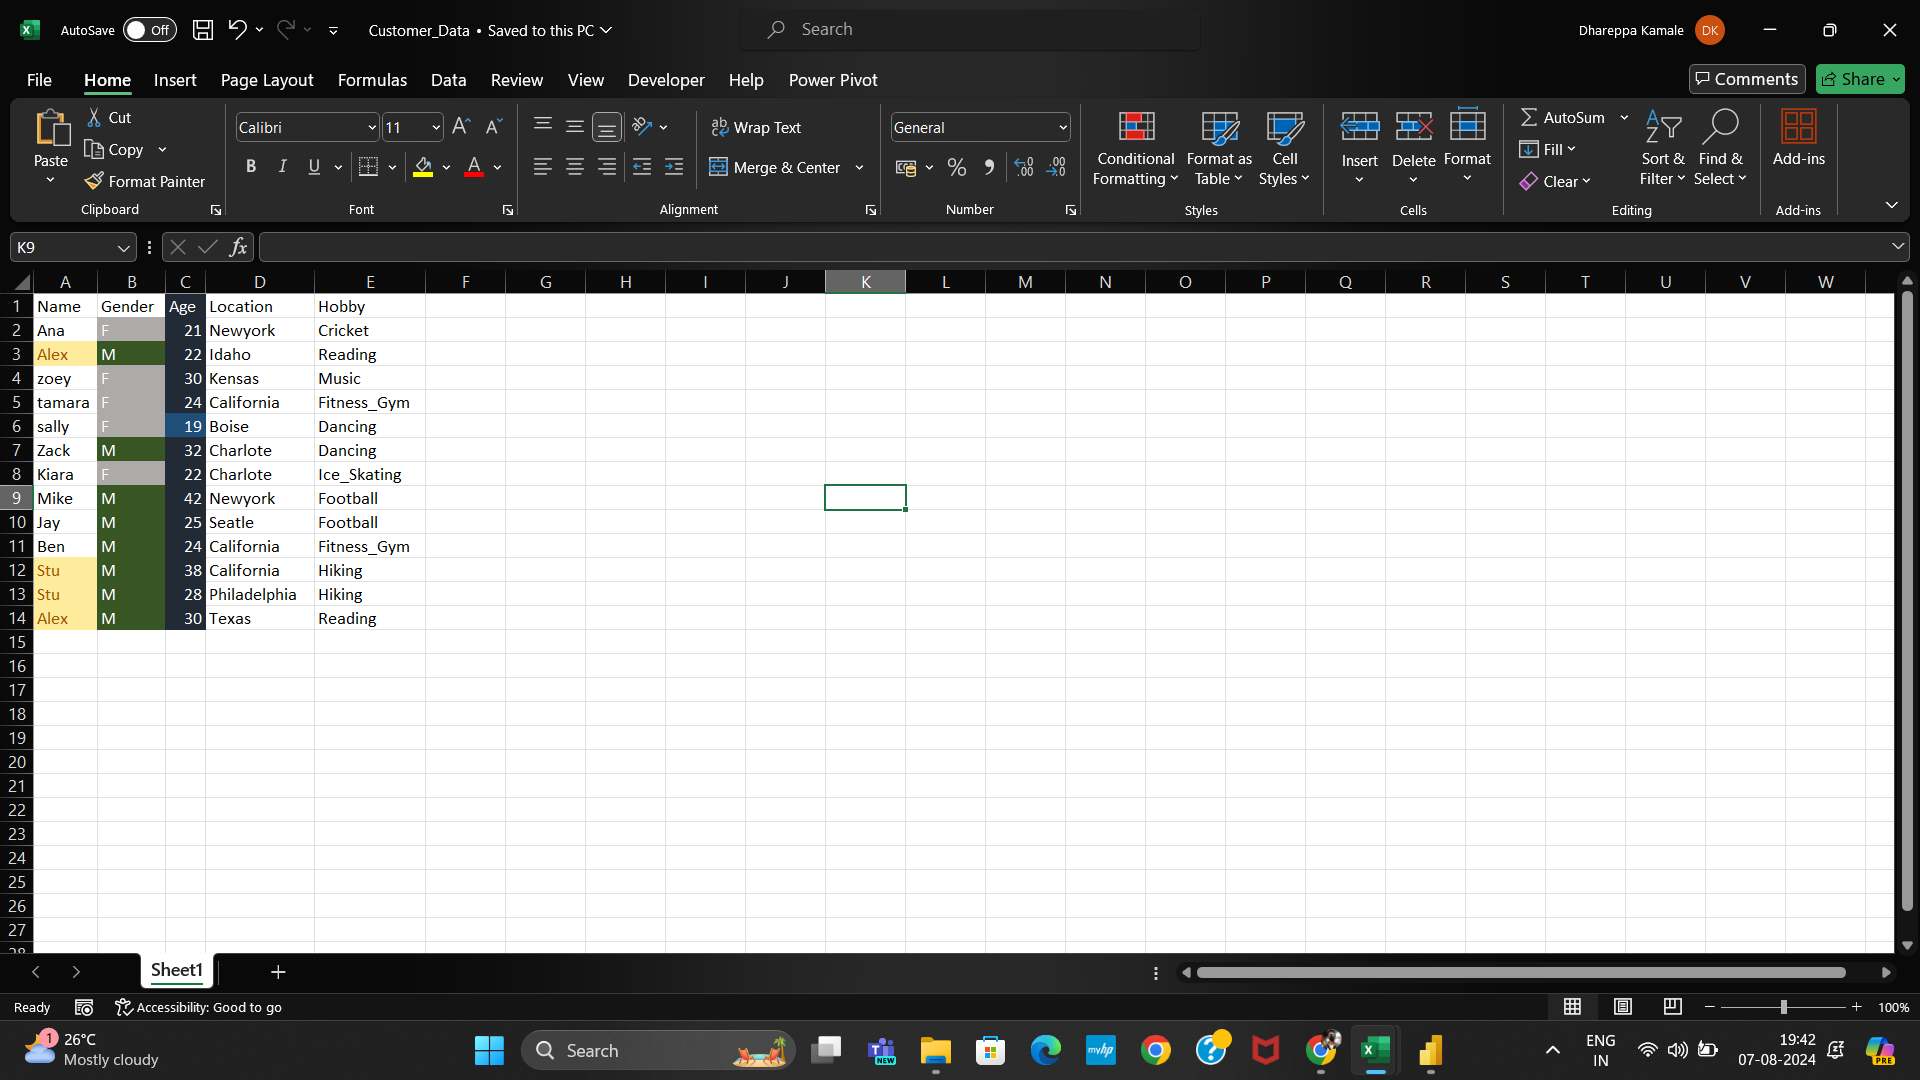 AutoSave Off Customer_Data • Saved to this PC Search Dhareppa Kamale DK
File Home Insert Page Layout Formulas Data Review View Developer Help Power Pivot Comments Share
Paste Cut Copy Format Painter Clipboard
Calibri 11 B I U A Font
Wrap Text Merge & Center Alignment
General % Number
Conditional Formatting Format as Table Cell Styles Styles
Insert Delete Format Cells
AutoSum Fill Clear Sort & Filter Find & Select Editing
Add-ins Add-ins
K9 fx
A B C D E F G H I J K L M N O P Q R S T U V W
1 Name Gender Age Location Hobby
2 Ana F 21 Newyork Cricket
3 Alex M 22 Idaho Reading
4 zoey F 30 Kensas Music
5 tamara F 24 California Fitness_Gym
6 sally F 19 Boise Dancing
7 Zack M 32 Charlote Dancing
8 Kiara F 22 Charlote Ice_Skating
9 Mike M 42 Newyork Football
10 Jay M 25 Seatle Football
11 Ben M 24 California Fitness_Gym
12 Stu M 38 California Hiking
13 Stu M 28 Philadelphia Hiking
14 Alex M 30 Texas Reading
15
16
17
18
19
20
21
22
23
24
25
26
27
28
Sheet1
Ready Accessibility: Good to go 100%
1 26°C Mostly cloudy Search NEW myhp ENG IN 19:42 07-08-2024 PRE